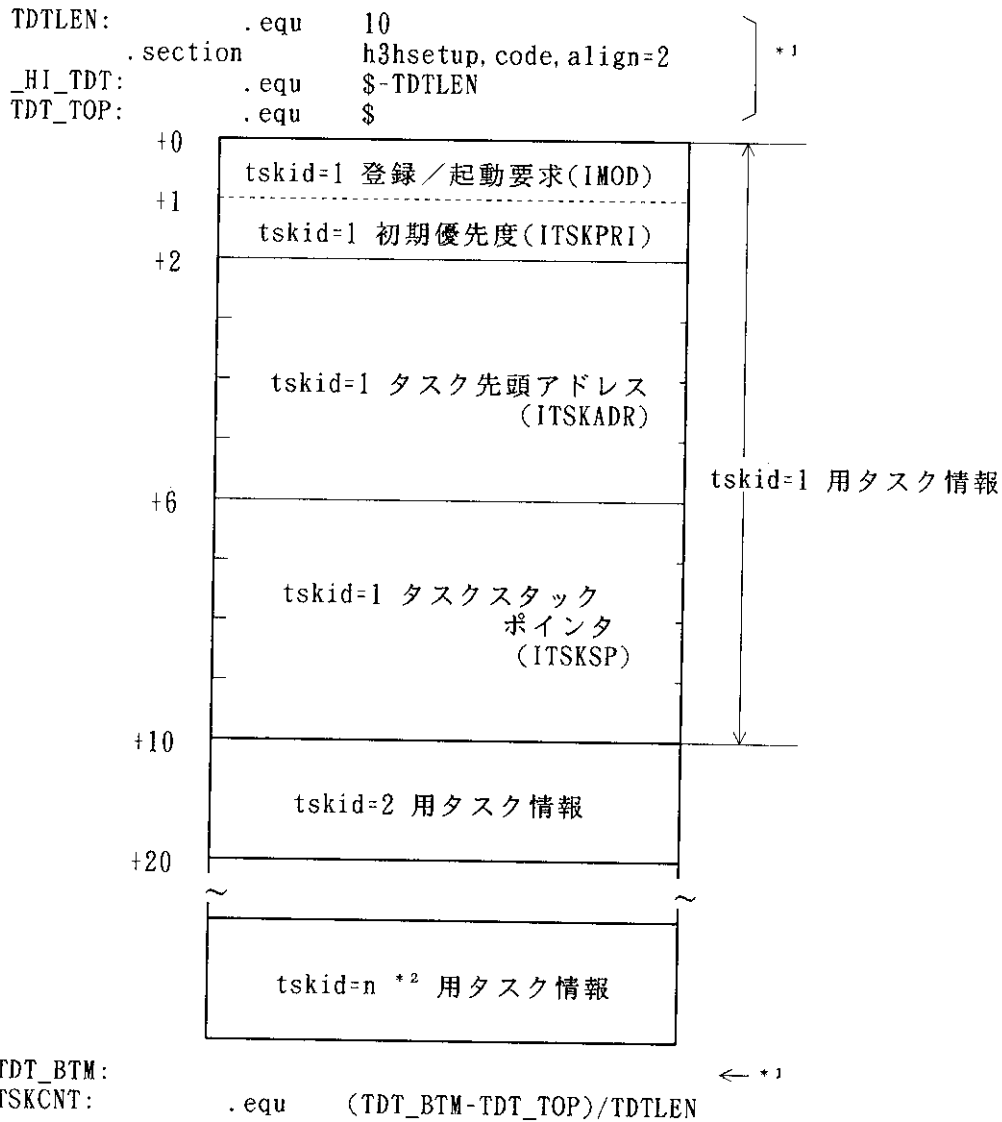 TDTLEN: .equ 10
.section h3hsetup,code,align=2 *1
_HI_TDT: .equ $-TDTLEN
TDT_TOP: .equ $
+0
tskid=1 登録／起動要求(IMOD)
+1
tskid=1 初期優先度(ITSKPRI)
+2
tskid=1 タスク先頭アドレス
(ITSKADR)
tskid=1 用タスク情報
+6
tskid=1 タスクスタック
ポインタ
(ITSKSP)
+10
tskid=2 用タスク情報
+20
~ ~
tskid=n *2 用タスク情報
TDT_BTM: ← *1
TSKCNT: .equ (TDT_BTM-TDT_TOP)/TDTLEN